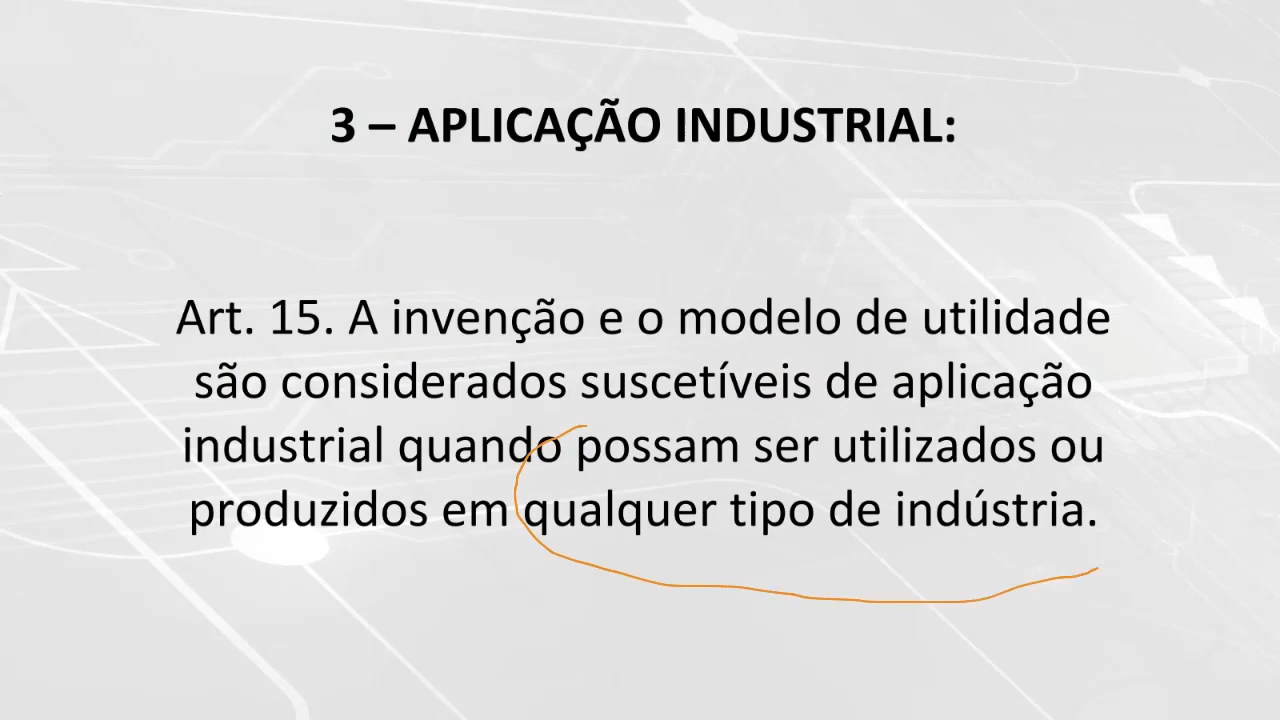 3 – APLICAÇÃO INDUSTRIAL:
Art. 15. A invenção e o modelo de utilidade
são considerados suscetíveis de aplicação
industrial quando possam ser utilizados ou
produzidos em qualquer tipo de indústria.